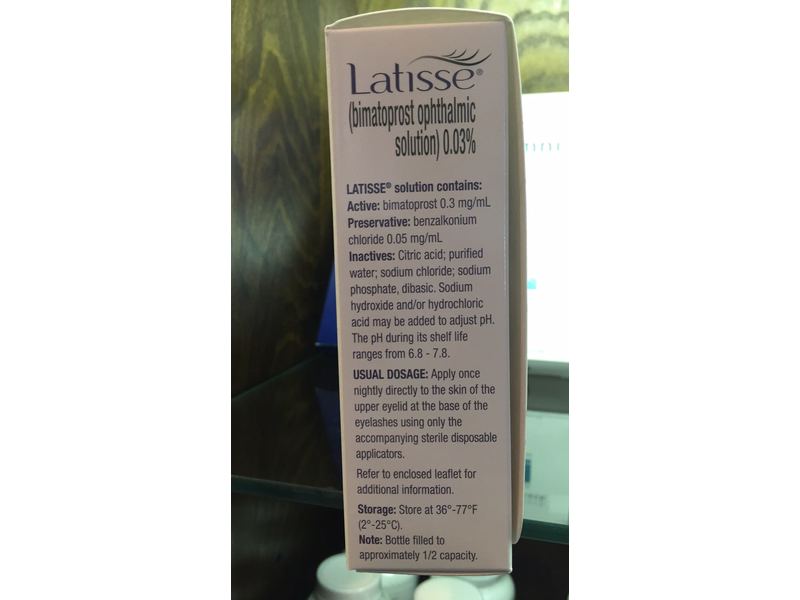 Latisse®
(bimatoprost ophthalmic
solution) 0.03%
LATISSE® solution contains:
Active: bimatoprost 0.3 mg/mL
Preservative: benzalkonium
chloride 0.05 mg/mL
Inactives: Citric acid; purified
water; sodium chloride; sodium
phosphate, dibasic. Sodium
hydroxide and/or hydrochloric
acid may be added to adjust pH.
The pH during its shelf life
ranges from 6.8 - 7.8.
USUAL DOSAGE: Apply once
nightly directly to the skin of the
upper eyelid at the base of the
eyelashes using only the
accompanying sterile disposable
applicators.
Refer to enclosed leaflet for
additional information.
Storage: Store at 36°-77°F
(2°-25°C).
Note: Bottle filled to
approximately 1/2 capacity.